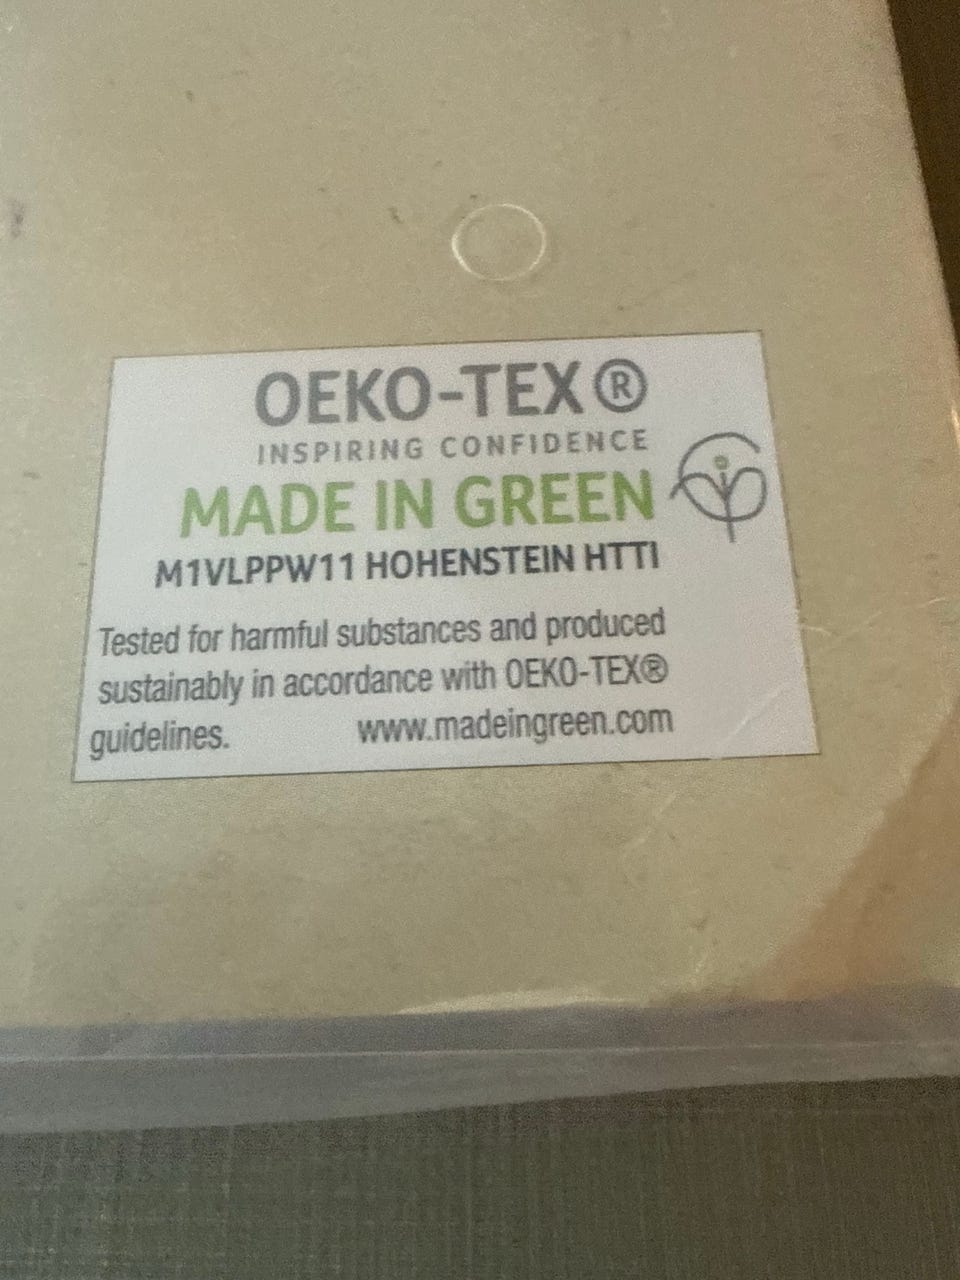 OEKO-TEX®
INSPIRING CONFIDENCE
MADE IN GREEN
M1VLPPW11 HOHENSTEIN HTTI
Tested for harmful substances and produced
sustainably in accordance with OEKO-TEX®
guidelines. www.madeingreen.com